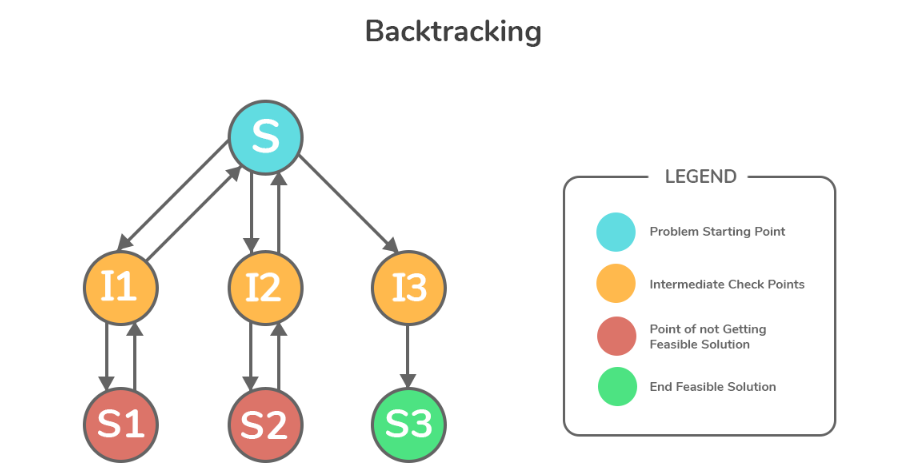 Backtracking
S
I1
I2
I3
S1
S2
S3
LEGEND
Problem Starting Point
Intermediate Check Points
Point of not Getting
Feasible Solution
End Feasible Solution